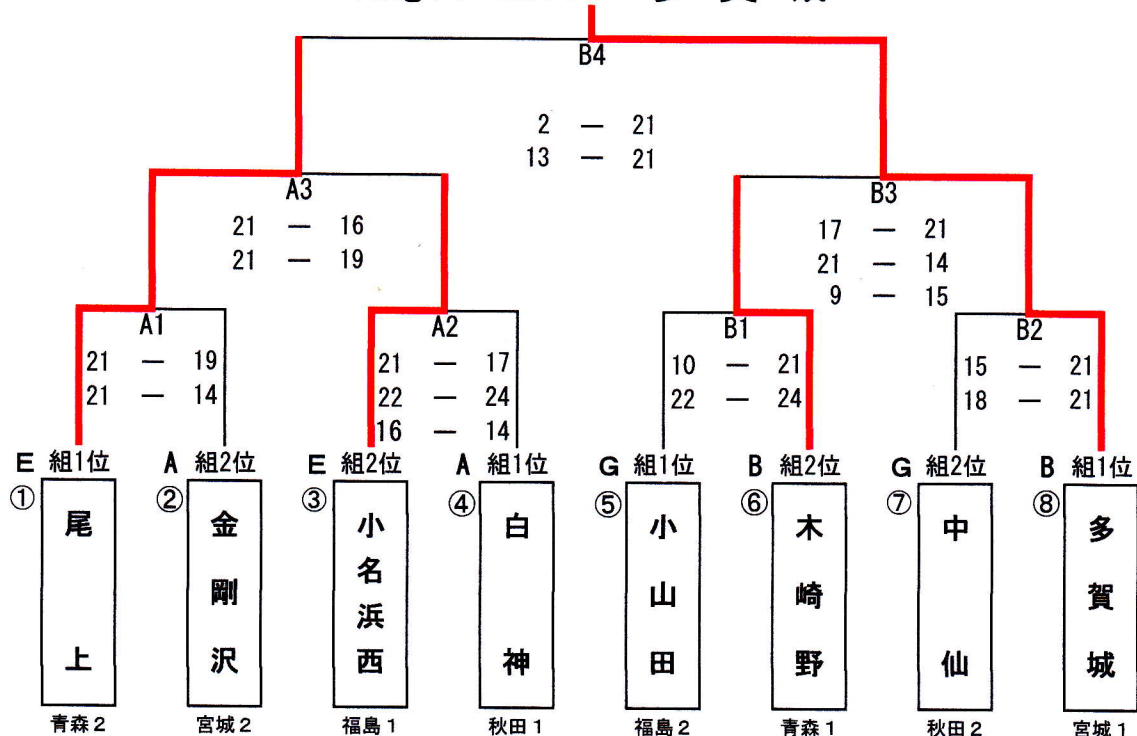 B4
2 — 21
13 — 21
A3
21 — 16
21 — 19
B3
17 — 21
21 — 14
9 — 15
A1
21 — 19
21 — 14
A2
21 — 17
22 — 24
16 — 14
B1
10 — 21
22 — 24
B2
15 — 21
18 — 21
E 組1位
A 組2位
E 組2位
A 組1位
G 組1位
B 組2位
G 組2位
B 組1位
① 尾上
② 金剛沢
③ 小名浜西
④ 白神
⑤ 小山田
⑥ 木崎野
⑦ 中仙
⑧ 多賀城
青森2
宮城2
福島1
秋田1
福島2
青森1
秋田2
宮城1